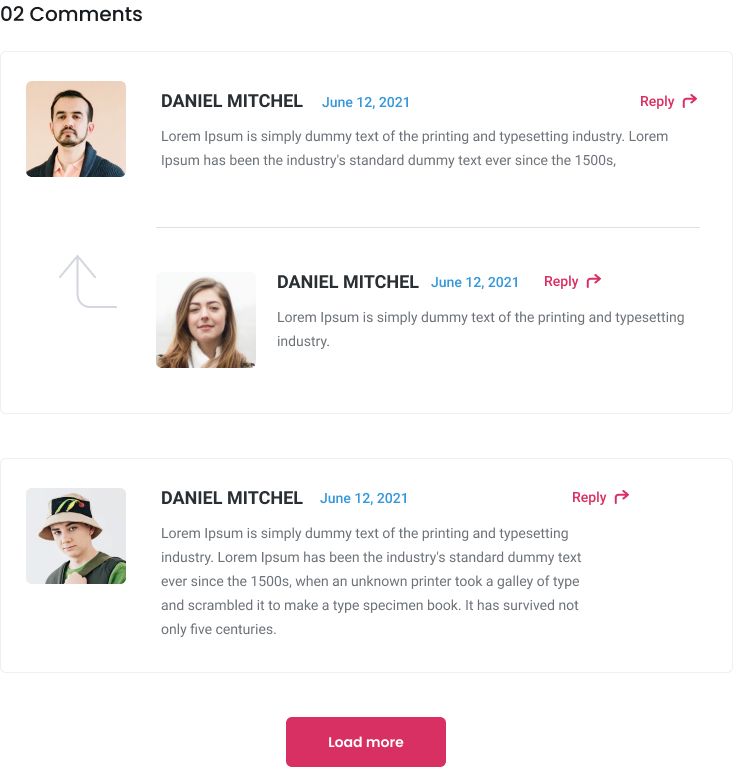 02 Comments
DANIEL MITCHEL June 12, 2021 Reply
Lorem Ipsum is simply dummy text of the printing and typesetting industry. Lorem
Ipsum has been the industry's standard dummy text ever since the 1500s,
DANIEL MITCHEL June 12, 2021 Reply
Lorem Ipsum is simply dummy text of the printing and typesetting
industry.
DANIEL MITCHEL June 12, 2021 Reply
Lorem Ipsum is simply dummy text of the printing and typesetting
industry. Lorem Ipsum has been the industry's standard dummy text
ever since the 1500s, when an unknown printer took a galley of type
and scrambled it to make a type specimen book. It has survived not
only five centuries.
Load more